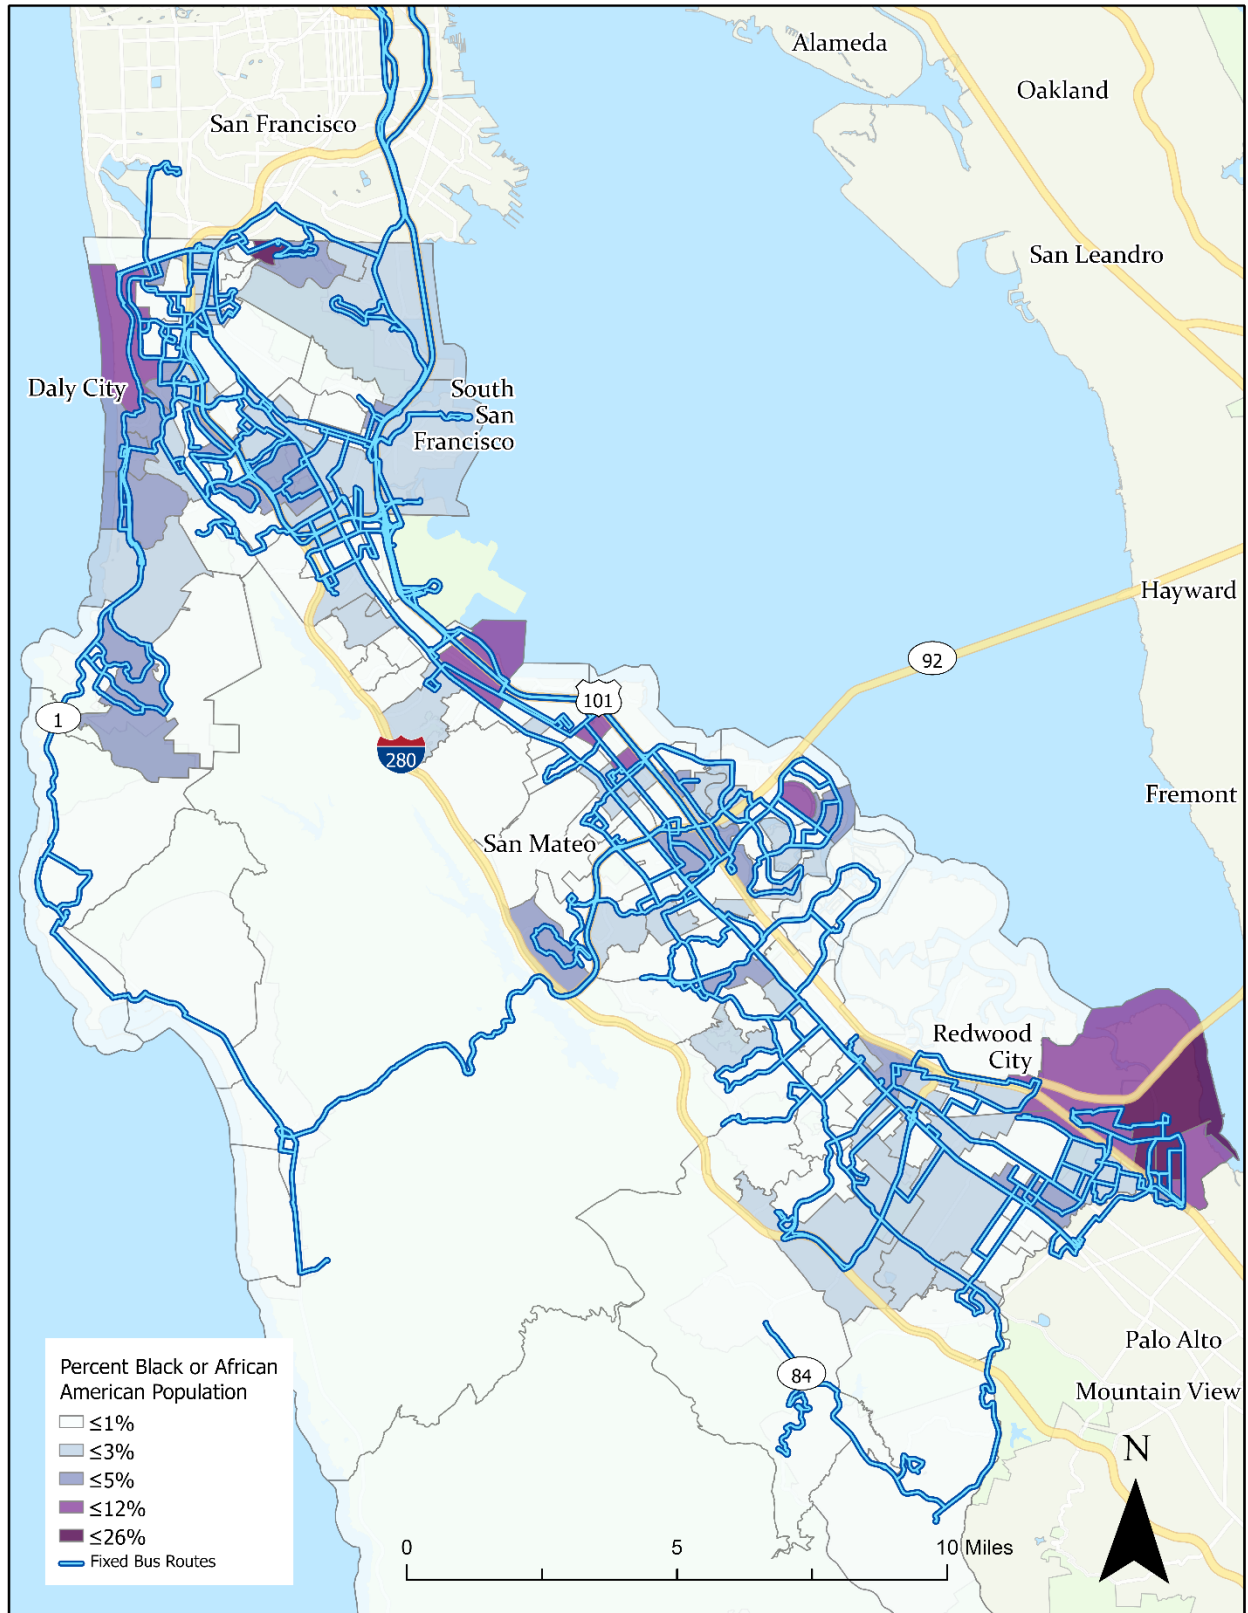 Alameda
Oakland
San Francisco
San Leandro
Daly City
South
San
Francisco
Hayward
92
101
1
280
Fremont
San Mateo
Redwood
City
Palo Alto
84
Mountain View
Percent Black or African
American Population
≤1%
≤3%
≤5%
≤12%
≤26%
Fixed Bus Routes
N
0 5 10 Miles